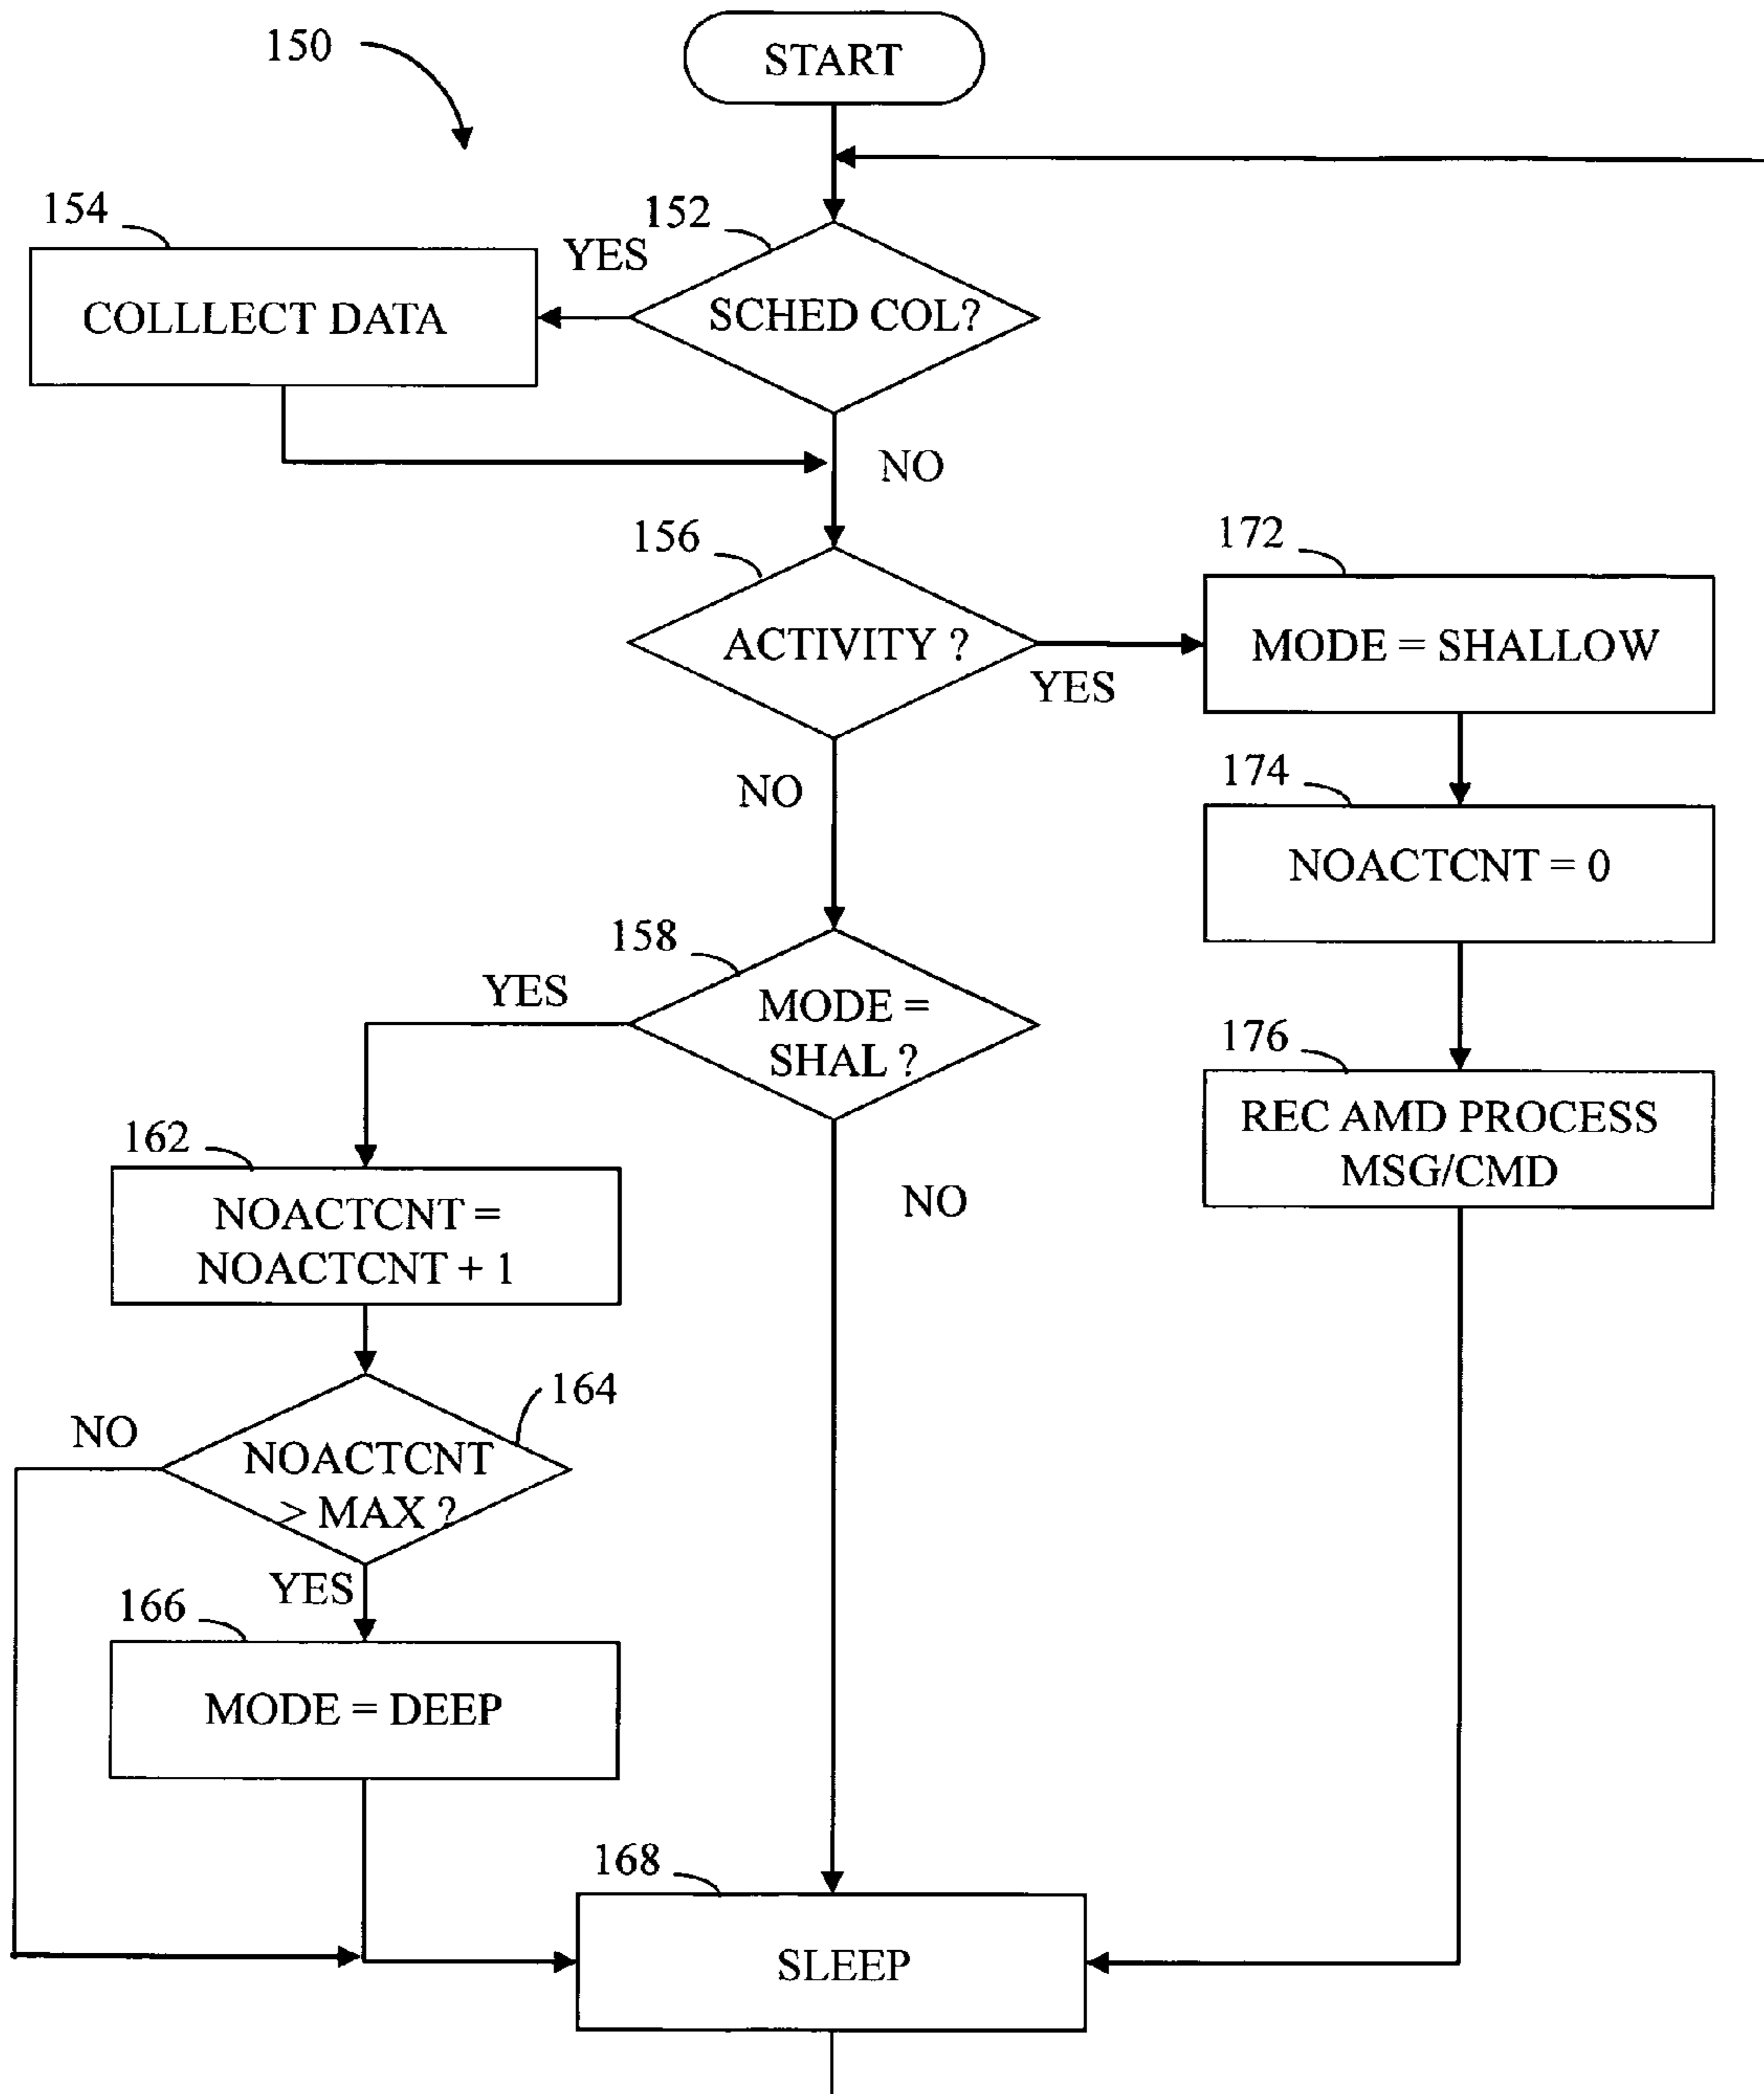 150
START
154
152
YES
COLLLECT DATA
SCHED COL?
NO
156
172
ACTIVITY ?
MODE = SHALLOW
YES
NO
174
NOACTCNT = 0
158
YES
MODE =
SHAL ?
176
REC AMD PROCESS
MSG/CMD
162
NOACTCNT =
NOACTCNT + 1
NO
164
NO
NOACTCNT
> MAX ?
YES
166
MODE = DEEP
168
SLEEP